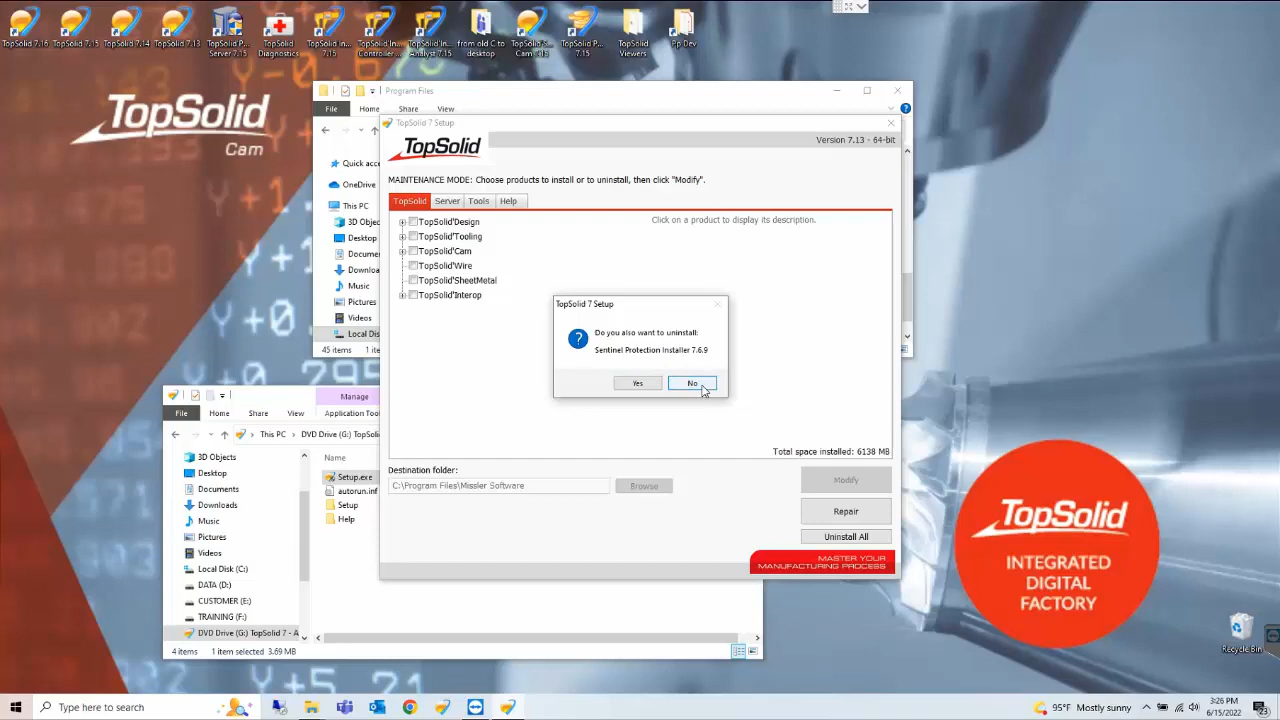 TopSolid 7.16
TopSolid 7.15
TopSolid 7.14
TopSolid 7.13
TopSolid P...
Server 7.15
TopSolid
Diagnostics
TopSolid In...
7.15
TopSolid In...
Controller ...
TopSolid In...
Analyst 7.15
from old C to
desktop
TopSolid 'S...
Cam 7.15
TopSolid P...
7.15
TopSolid
Viewers
Pp Dev
TopSolid
Cam
Program Files
File Home Share View
Quick acce
OneDrive
This PC
3D Objec
Desktop
Docume
Downloa
Music
Pictures
Videos
Local Dis
45 items 1 ite
TopSolid 7 Setup
TopSolid
Version 7.13 - 64-bit
MAINTENANCE MODE: Choose products to install or to uninstall, then click "Modify".
TopSolid Server Tools Help
Click on a product to display its description.
TopSolid'Design
TopSolid'Tooling
TopSolid'Cam
TopSolid'Wire
TopSolid'SheetMetal
TopSolid'Interop
TopSolid 7 Setup
Do you also want to uninstall:
Sentinel Protection Installer 7.6.9
Yes No
Total space installed: 6138 MB
Destination folder:
C:\Program Files\Missler Software
Browse
Modify
Repair
Uninstall All
MASTER YOUR
MANUFACTURING PROCESS
Manage
File Home Share View Application Tool
This PC DVD Drive (G:) TopSoli
Name
3D Objects
Desktop
Documents
Downloads
Music
Pictures
Videos
Local Disk (C:)
DATA (D:)
CUSTOMER (E:)
TRAINING (F:)
DVD Drive (G:) TopSolid 7 - A
Setup.exe
autorun.inf
Setup
Help
4 items 1 item selected 3.69 MB
TopSolid
INTEGRATED
DIGITAL
FACTORY
Recycle Bin
Type here to search
95°F Mostly sunny
3:26 PM
6/15/2022
23